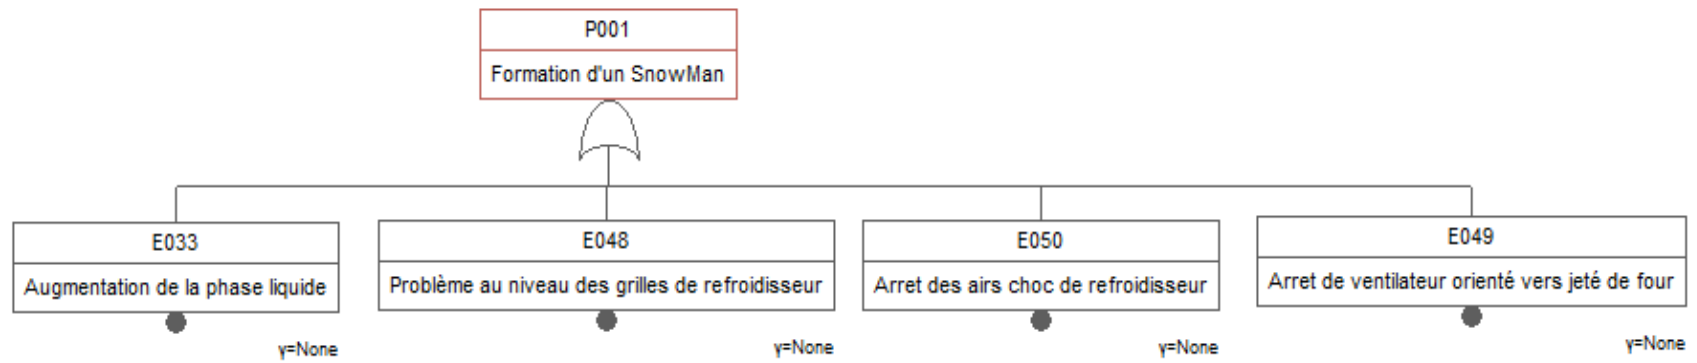 P001
Formation d'un SnowMan
E033
Augmentation de la phase liquide
γ=None
E048
Problème au niveau des grilles de refroidisseur
γ=None
E050
Arret des airs choc de refroidisseur
γ=None
E049
Arret de ventilateur orienté vers jeté de four
γ=None